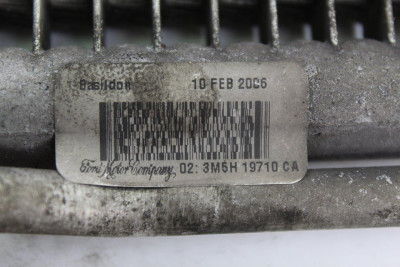 Basildon 10 FEB 2006
Ford Motor Company 02: 3M5H 19710 CA